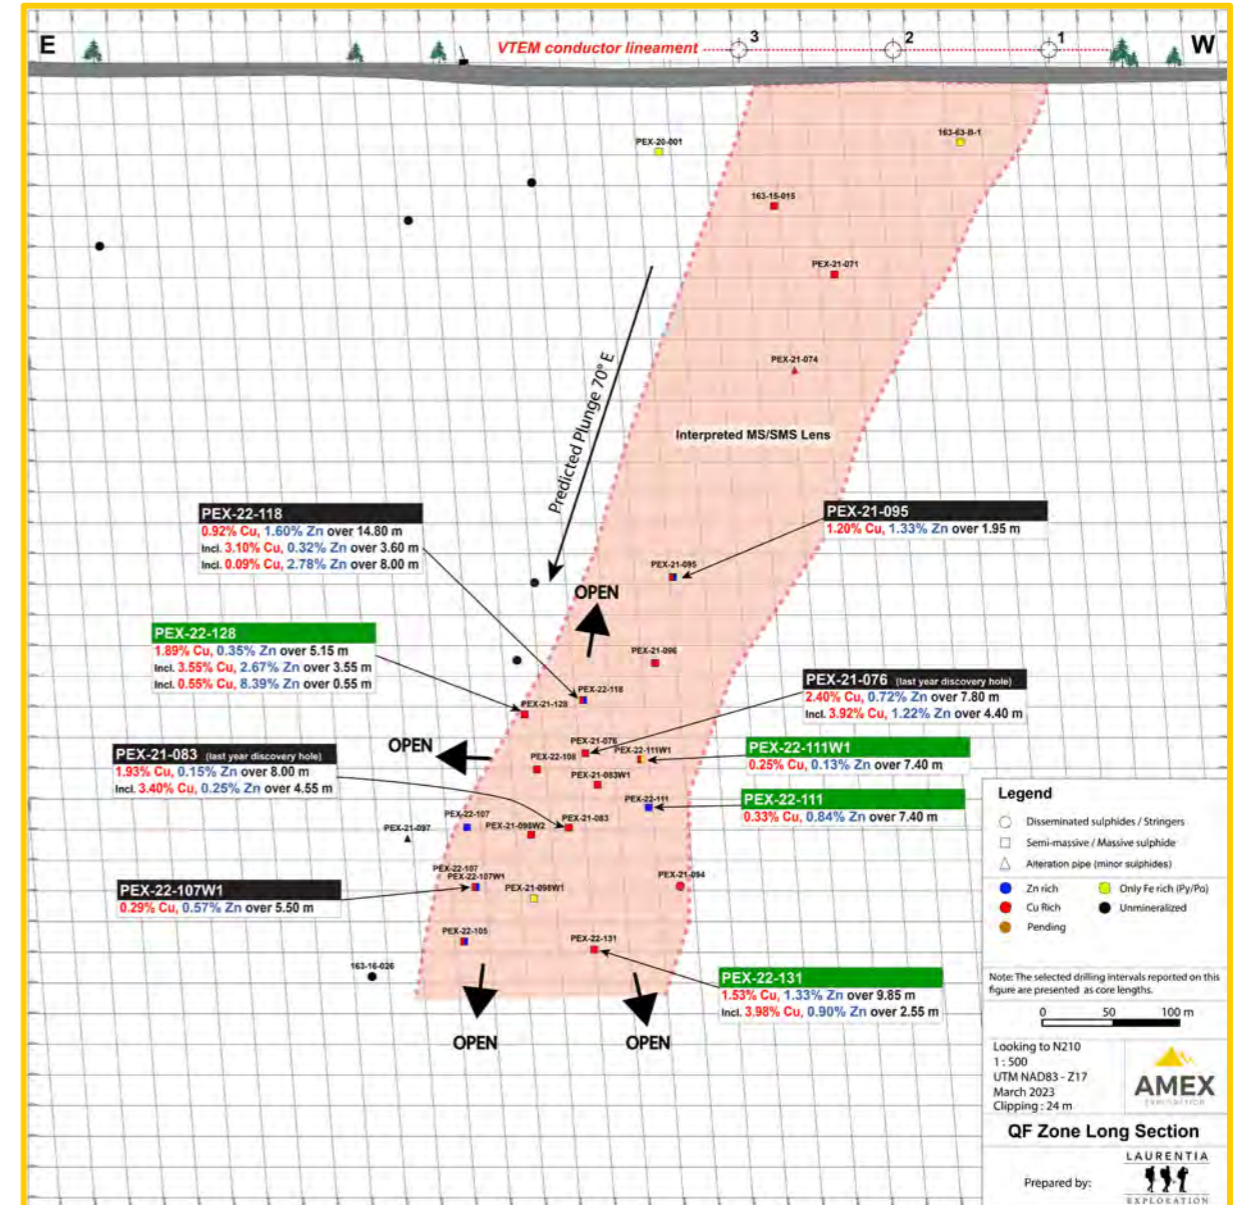 E
VTEM conductor lineament
3
2
1
W
PEX-20-001
163-63-B-1
163-15-015
PEX-21-071
PEX-21-074
Predicted Plunge 70° E
Interpreted MS/SMS Lens
PEX-22-118
0.92% Cu, 1.60% Zn over 14.80 m
Incl. 3.10% Cu, 0.32% Zn over 3.60 m
Incl. 0.09% Cu, 2.78% Zn over 8.00 m
PEX-21-095
1.20% Cu, 1.33% Zn over 1.95 m
PEX-21-095
OPEN
PEX-22-128
1.89% Cu, 0.35% Zn over 5.15 m
Incl. 3.55% Cu, 2.67% Zn over 3.55 m
Incl. 0.55% Cu, 8.39% Zn over 0.55 m
PEX-21-096
PEX-21-076 (last year discovery hole)
2.40% Cu, 0.72% Zn over 7.80 m
Incl. 3.92% Cu, 1.22% Zn over 4.40 m
PEX-22-118
PEX-21-128
PEX-21-083 (last year discovery hole)
1.93% Cu, 0.15% Zn over 8.00 m
Incl. 3.40% Cu, 0.25% Zn over 4.55 m
OPEN
PEX-21-076
PEX-22-108
PEX-22-111W1
PEX-21-083W1
PEX-22-111W1
0.25% Cu, 0.13% Zn over 7.40 m
PEX-22-111
PEX-22-111
0.33% Cu, 0.84% Zn over 7.40 m
PEX-22-107
PEX-21-097
PEX-21-098W2
PEX-21-083
PEX-22-107
PEX-22-107W1
PEX-22-107W1
0.29% Cu, 0.57% Zn over 5.50 m
PEX-21-098W1
PEX-21-094
PEX-22-105
PEX-22-131
163-16-026
PEX-22-131
1.53% Cu, 1.33% Zn over 9.85 m
Incl. 3.98% Cu, 0.90% Zn over 2.55 m
OPEN
OPEN
Legend
Disseminated sulphides / Stringers
Semi-massive / Massive sulphide
Alteration pipe (minor sulphides)
Zn rich
Only Fe rich (Py/Po)
Cu Rich
Unmineralized
Pending
Note: The selected drilling intervals reported on this
figure are presented as core lengths.
0 50 100 m
Looking to N210
1 : 500
UTM NAD83 - Z17
March 2023
Clipping : 24 m
AMEX
EXPLORATION
QF Zone Long Section
Prepared by:
LAURENTIA
EXPLORATION